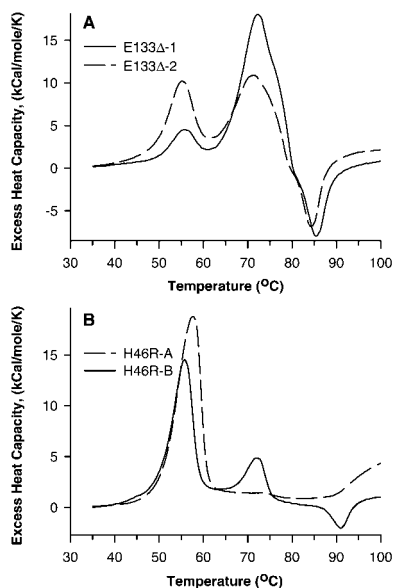 A
E133Δ-1
E133Δ-2
Excess Heat Capacity, (kCal/mole/K)
15
10
5
0
-5
30 40 50 60 70 80 90 100
Temperature (°C)
B
H46R-A
H46R-B
Excess Heat Capacity, (kCal/mole/K)
15
10
5
0
30 40 50 60 70 80 90 100
Temperature (°C)